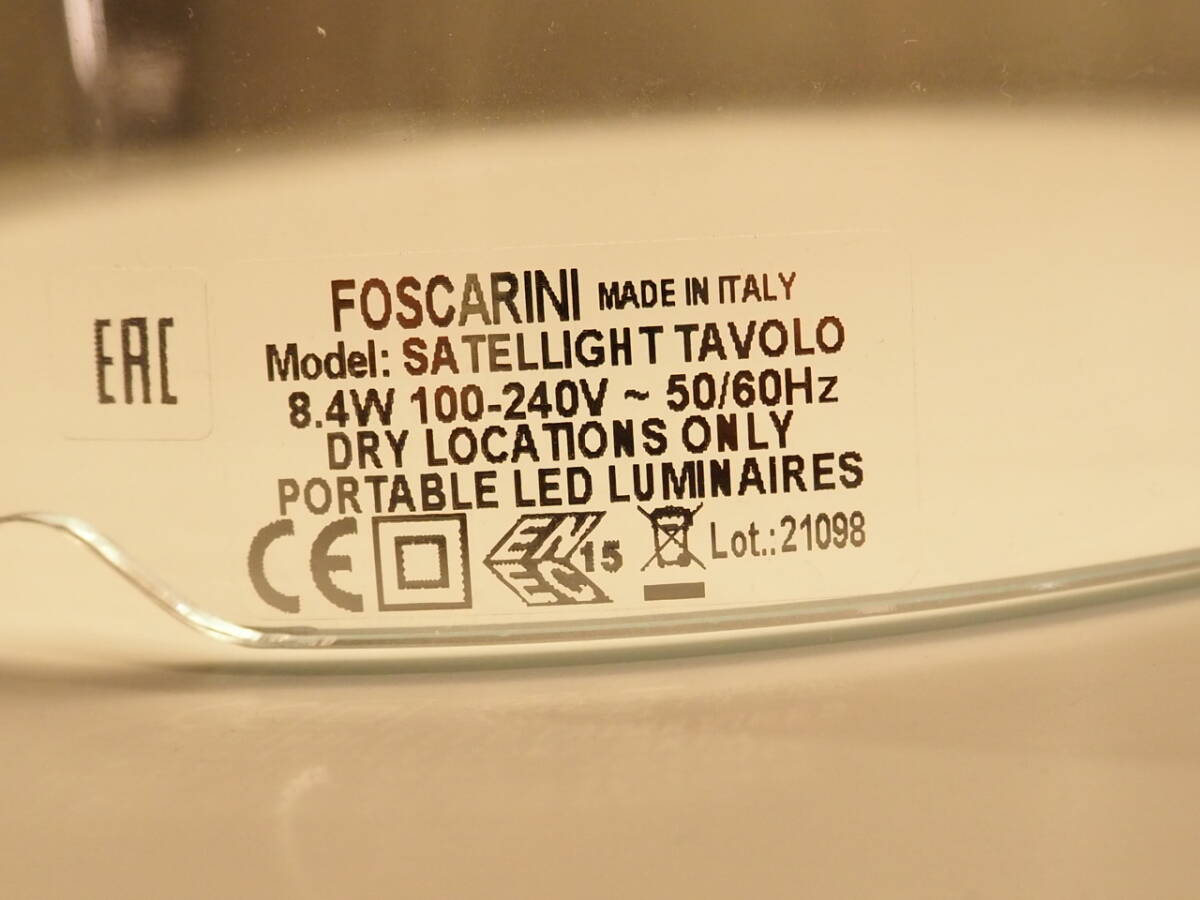 EAC
FOSCARINI MADE IN ITALY
Model: SATELLIGHT TAVOLO
8.4W 100-240V ~ 50/60Hz
DRY LOCATIONS ONLY
PORTABLE LED LUMINAIRES
CE ENEC 15 Lot.:21098